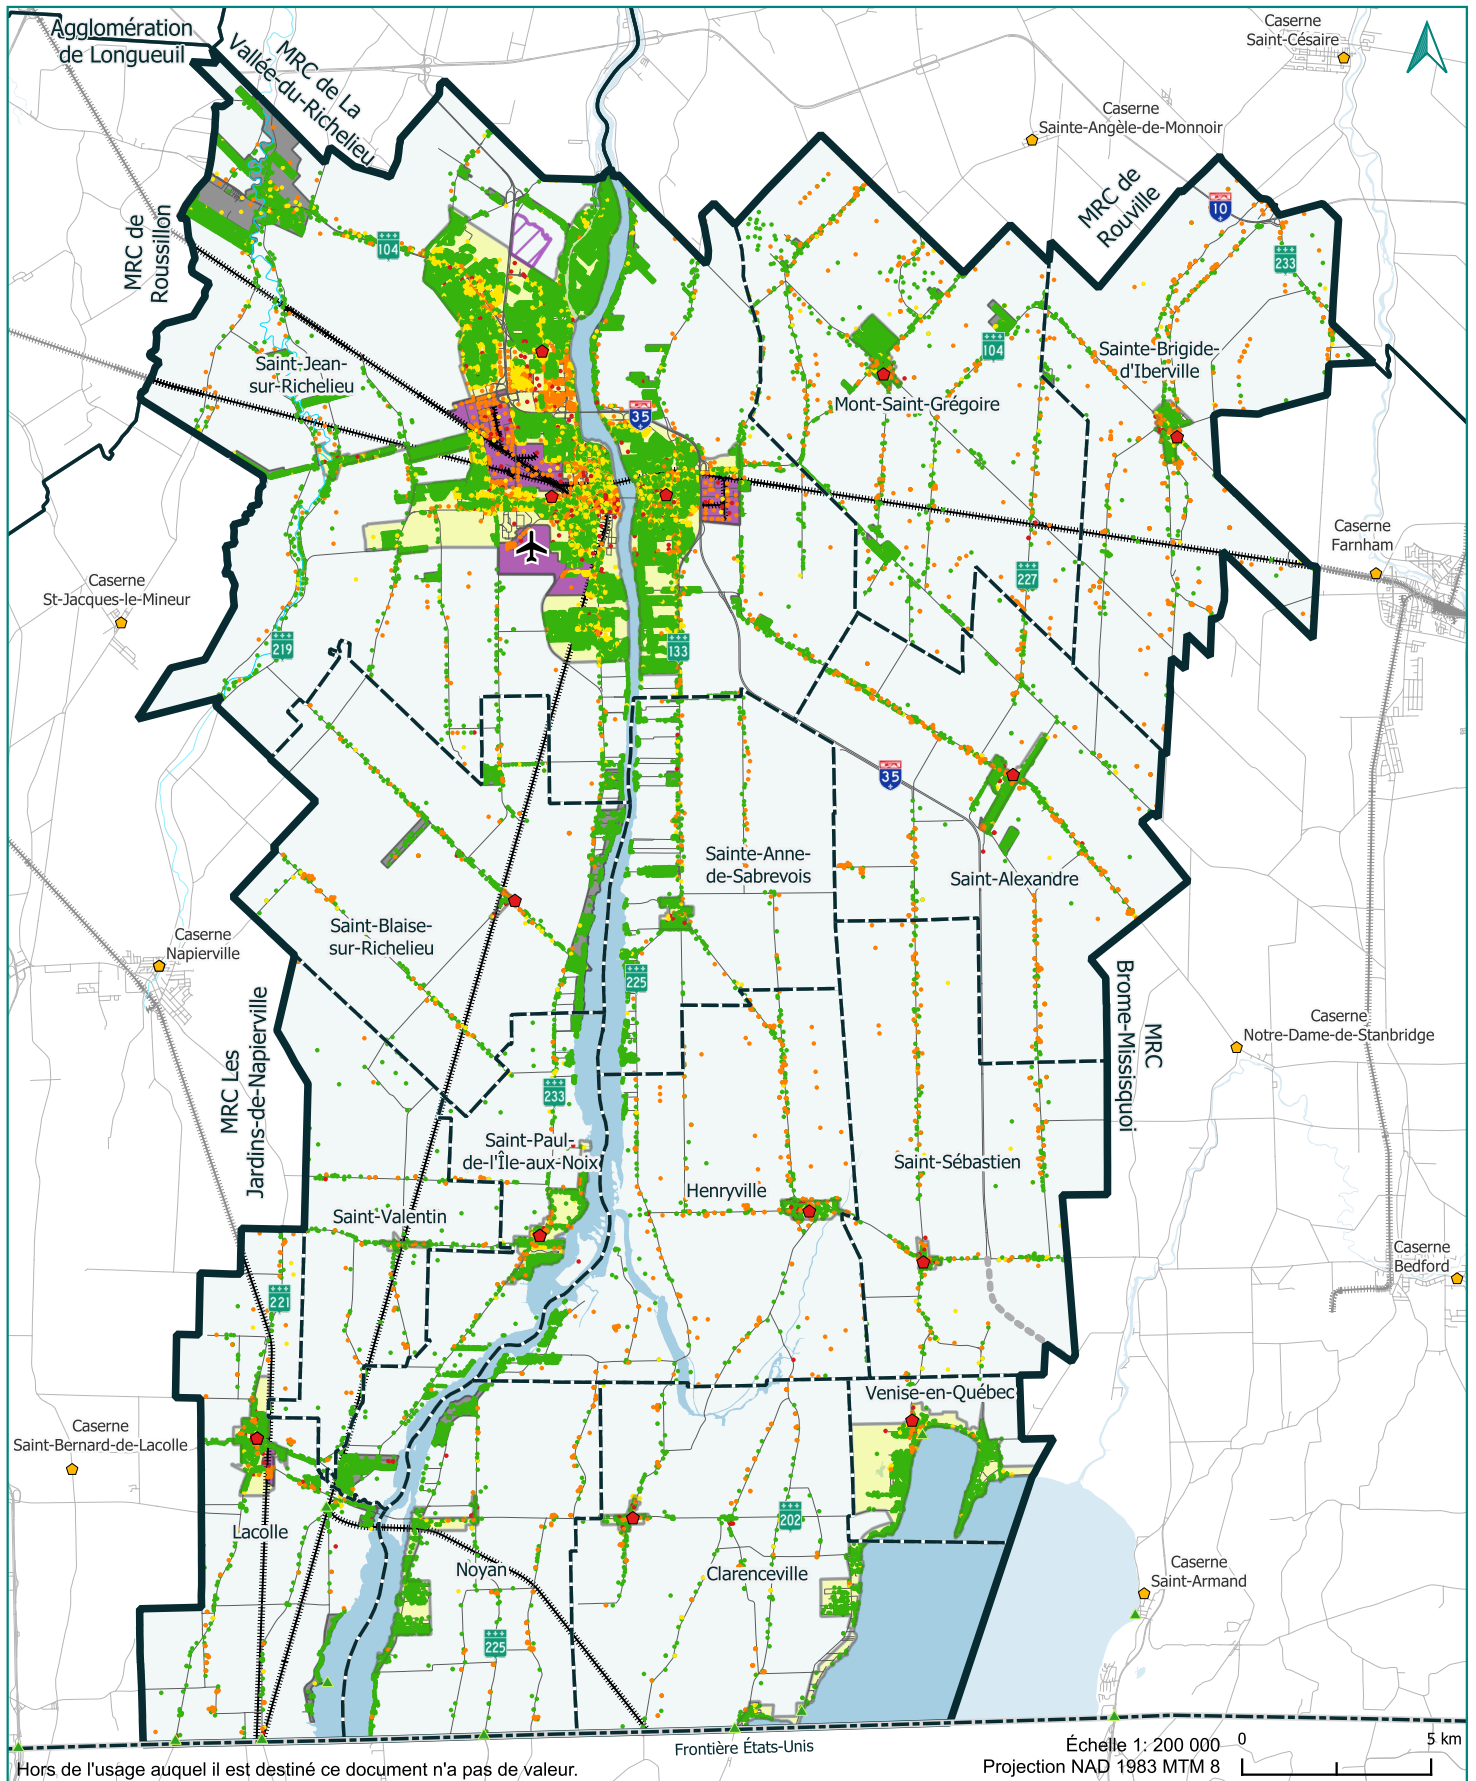 Agglomération
de Longueuil
MRC de La
Vallée-du-Richelieu
Caserne
Saint-Césaire
Caserne
Sainte-Angèle-de-Monnoir
MRC de
Rouville
10
233
MRC de
Roussillon
104
104
Saint-Jean-
sur-Richelieu
Sainte-Brigide-
d'Iberville
Mont-Saint-Grégoire
35
Caserne
Farnham
Caserne
St-Jacques-le-Mineur
227
219
133
35
Sainte-Anne-
de-Sabrevois
Saint-Alexandre
Saint-Blaise-
sur-Richelieu
Caserne
Napierville
225
MRC
Brome-Missisquoi
Caserne
Notre-Dame-de-Stanbridge
MRC Les
Jardins-de-Napierville
233
Saint-Paul-
de-l'Île-aux-Noix
Saint-Sébastien
Henryville
Saint-Valentin
Caserne
Bedford
221
Venise-en-Québec
Caserne
Saint-Bernard-de-Lacolle
202
Lacolle
Noyan
Clarenceville
Caserne
Saint-Armand
225
Frontière États-Unis
Échelle 1: 200 000
Projection NAD 1983 MTM 8
0
5 km
Hors de l'usage auquel il est destiné ce document n'a pas de valeur.